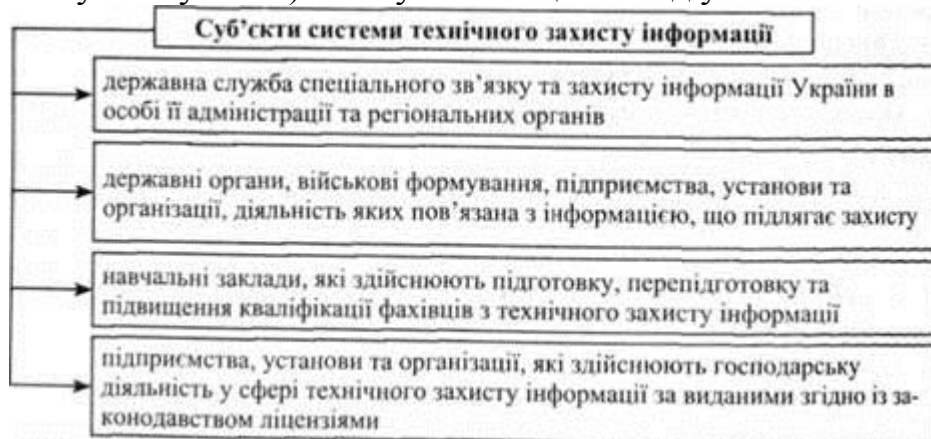 Суб’єкти системи технічного захисту інформації
державна служба спеціального зв’язку та захисту інформації України в
особі її адміністрації та регіональних органів
державні органи, військові формування, підприємства, установи та
організації, діяльність яких пов’язана з інформацією, що підлягає захисту
навчальні заклади, які здійснюють підготовку, перепідготовку та
підвищення кваліфікації фахівців з технічного захисту інформації
підприємства, установи та організації, які здійснюють господарську
діяльність у сфері технічного захисту інформації за виданими згідно із за-
конодавством ліцензіями